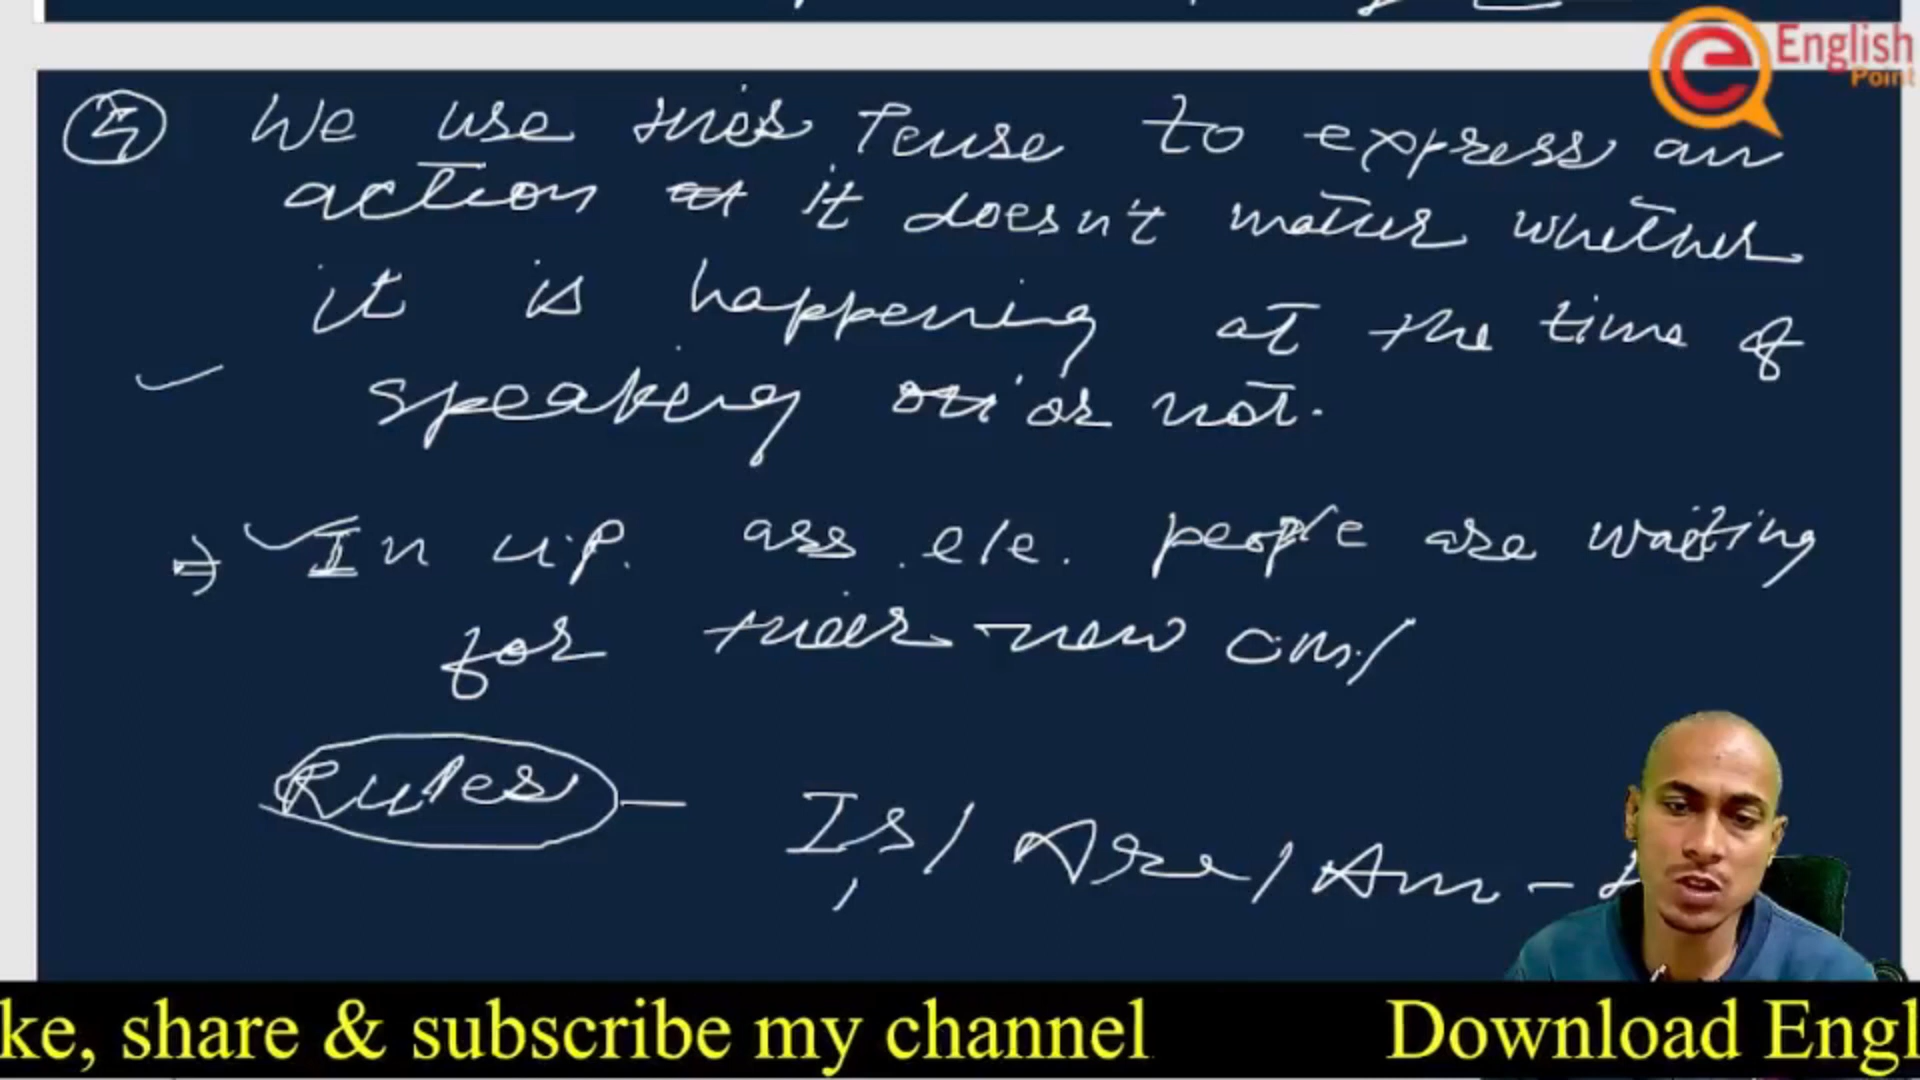 English
Point
② We use this Tense to express an
action it doesn't matter whether
it is happening at the time of
speaking or not.
⇒ In U.P. ass. ele. people are waiting
for their new CM/
Rules — Is/ Are/ Am -
ke, share & subscribe my channel
Download Engl